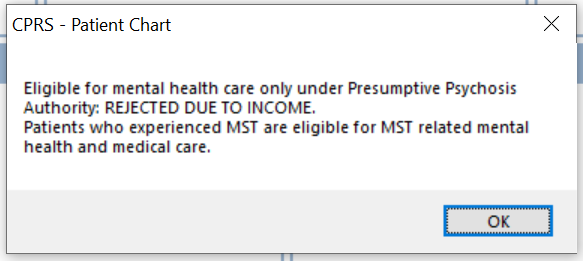 CPRS - Patient Chart
Eligible for mental health care only under Presumptive Psychosis
Authority: REJECTED DUE TO INCOME.
Patients who experienced MST are eligible for MST related mental
health and medical care.
OK